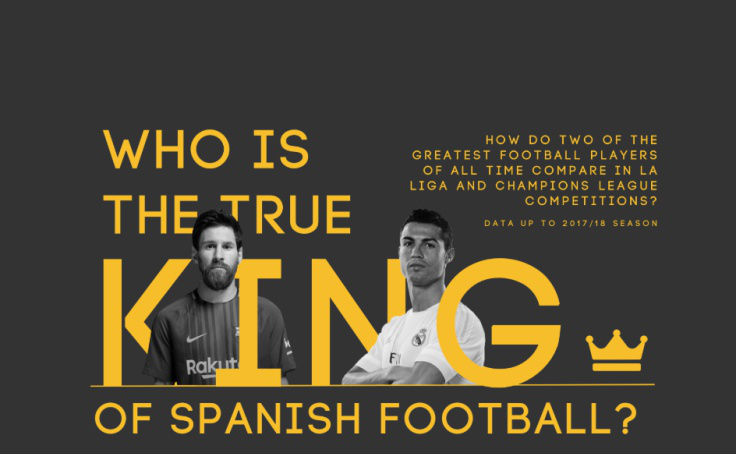 WHO IS
THE TRUE
KING
OF SPANISH FOOTBALL?
HOW DO TWO OF THE
GREATEST FOOTBALL PLAYERS
OF ALL TIME COMPARE IN LA
LIGA AND CHAMPIONS LEAGUE
COMPETITIONS?
DATA UP TO 2017/18 SEASON